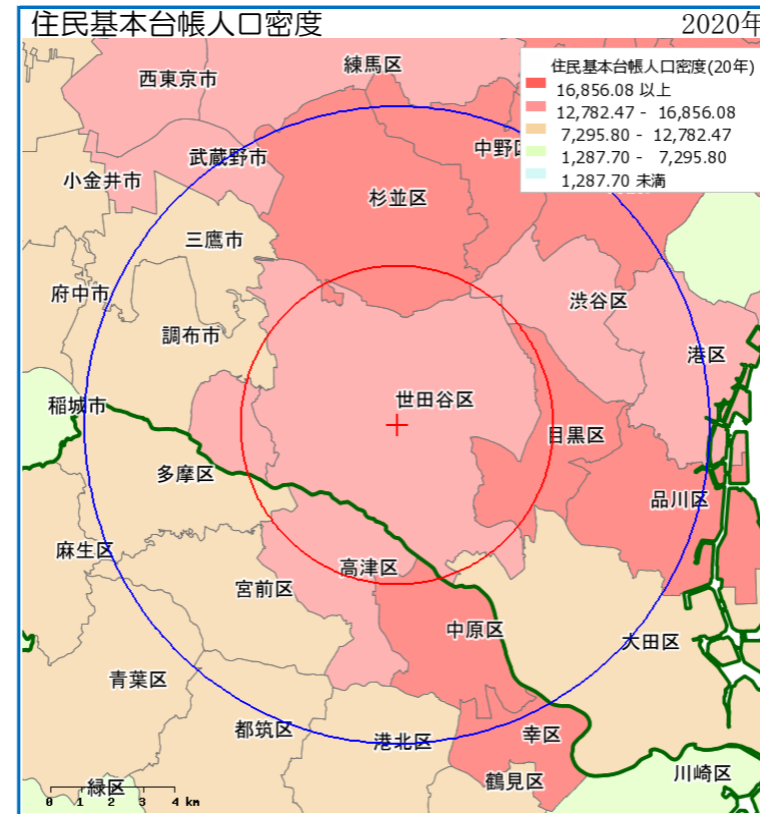 住民基本台帳人口密度 2020年
住民基本台帳人口密度(20年)
16,856.08 以上
12,782.47 - 16,856.08
7,295.80 - 12,782.47
1,287.70 - 7,295.80
1,287.70 未満
練馬区
西東京市
中野区
武蔵野市
小金井市
杉並区
三鷹市
府中市
渋谷区
調布市
港区
世田谷区
稲城市
目黒区
多摩区
品川区
麻生区
高津区
宮前区
中原区
大田区
青葉区
都筑区
港北区
幸区
川崎区
鶴見区
緑区
0 1 2 3 4 km